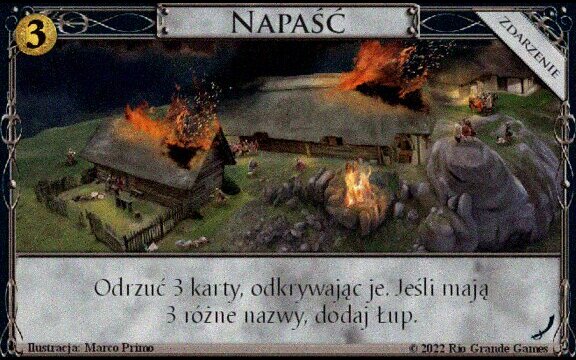 3
NAPAŚĆ
ZDARZENIE
Odrzuć 3 karty, odkrywając je. Jeśli mają
3 różne nazwy, dodaj Łup.
Ilustracja: Marco Primo
© 2022 Rio Grande Games